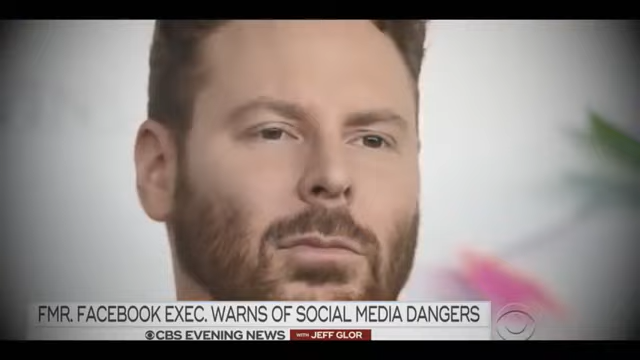 FMR. FACEBOOK EXEC. WARNS OF SOCIAL MEDIA DANGERS
CBS EVENING NEWS WITH JEFF GLOR